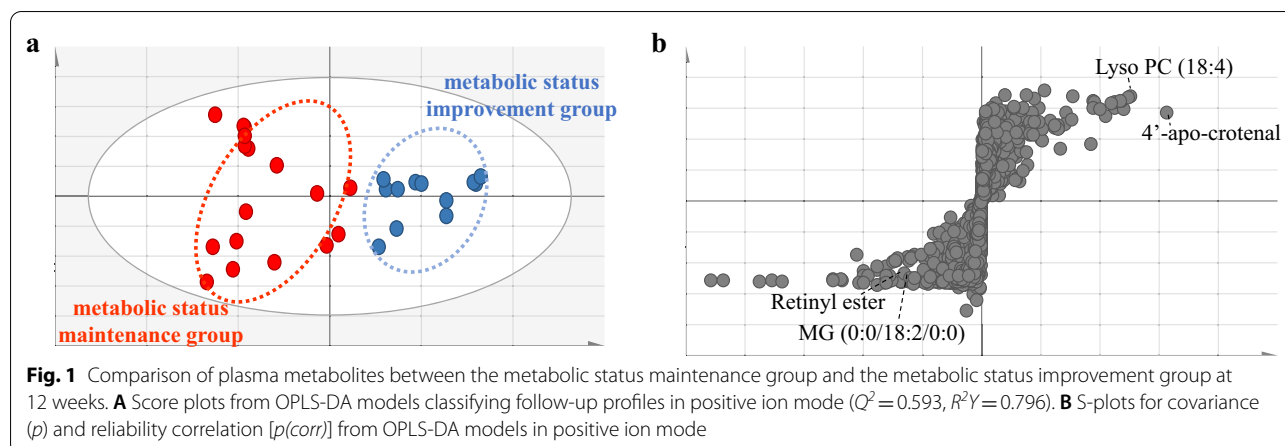 a
metabolic status
improvement group
metabolic status
maintenance group
b
Lyso PC (18:4)
4’-apo-crotenal
Retinyl ester
MG (0:0/18:2/0:0)
Fig. 1 Comparison of plasma metabolites between the metabolic status maintenance group and the metabolic status improvement group at
12 weeks. A Score plots from OPLS-DA models classifying follow-up profiles in positive ion mode (Q² = 0.593, R²Y = 0.796). B S-plots for covariance
(p) and reliability correlation [p(corr)] from OPLS-DA models in positive ion mode